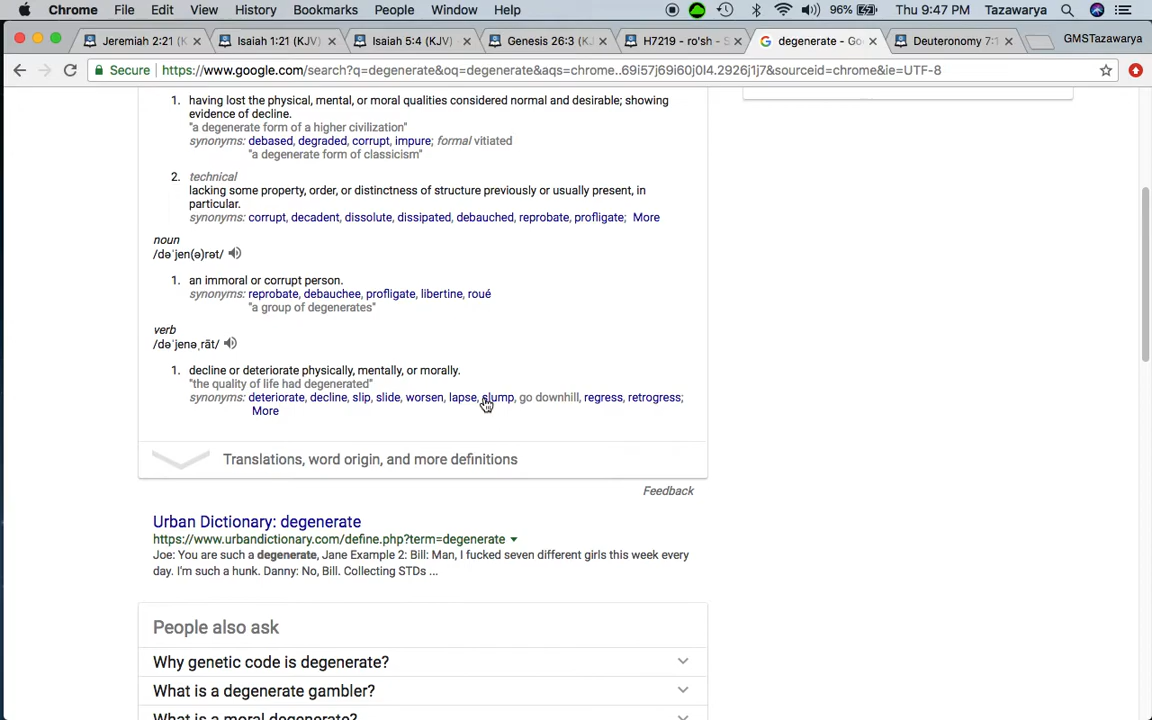 Chrome File Edit View History Bookmarks People Window Help 96% Thu 9:47 PM Tazawarya
Jeremiah 2:21 (K Isaiah 1:21 (KJV) Isaiah 5:4 (KJV) Genesis 26:3 (KJ H7219 - ro'sh - S degenerate - Go Deuteronomy 7:1 GMSTazawarya
Secure https://www.google.com/search?q=degenerate&oq=degenerate&aqs=chrome..69i57j69i60j0l4.2926j1j7&sourceid=chrome&ie=UTF-8
1. having lost the physical, mental, or moral qualities considered normal and desirable; showing
evidence of decline.
"a degenerate form of a higher civilization"
synonyms: debased, degraded, corrupt, impure; formal vitiated
"a degenerate form of classicism"
2. technical
lacking some property, order, or distinctness of structure previously or usually present, in
particular.
synonyms: corrupt, decadent, dissolute, dissipated, debauched, reprobate, profligate; More
noun
/dəˈjen(ə)rət/
1. an immoral or corrupt person.
synonyms: reprobate, debauchee, profligate, libertine, roué
"a group of degenerates"
verb
/dəˈjenəˌrāt/
1. decline or deteriorate physically, mentally, or morally.
"the quality of life had degenerated"
synonyms: deteriorate, decline, slip, slide, worsen, lapse, slump, go downhill, regress, retrogress;
More
Translations, word origin, and more definitions
Feedback
Urban Dictionary: degenerate
https://www.urbandictionary.com/define.php?term=degenerate
Joe: You are such a degenerate, Jane Example 2: Bill: Man, I fucked seven different girls this week every
day. I'm such a hunk. Danny: No, Bill. Collecting STDs ...
People also ask
Why genetic code is degenerate?
What is a degenerate gambler?
What is a moral degenerate?